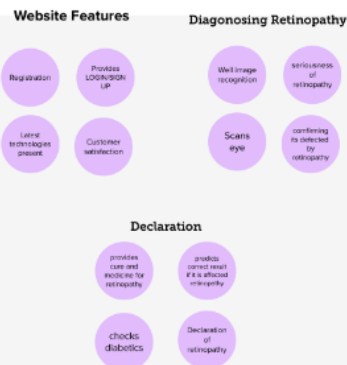 Website Features
Diagonosing Retinopathy
Registration
Provides
LOGIN/SIGN
UP
Well image
recognition
seriousness
of
retinopathy
Latest
technologies
present
Customer
satisfaction
Scans
eye
comfirming
its defected
by
retinopathy
Declaration
provides
cure and
medicine for
retinopathy
predicts
correct result
if it is affected
retinopathy
checks
diabetics
Declaration
of
retinopathy